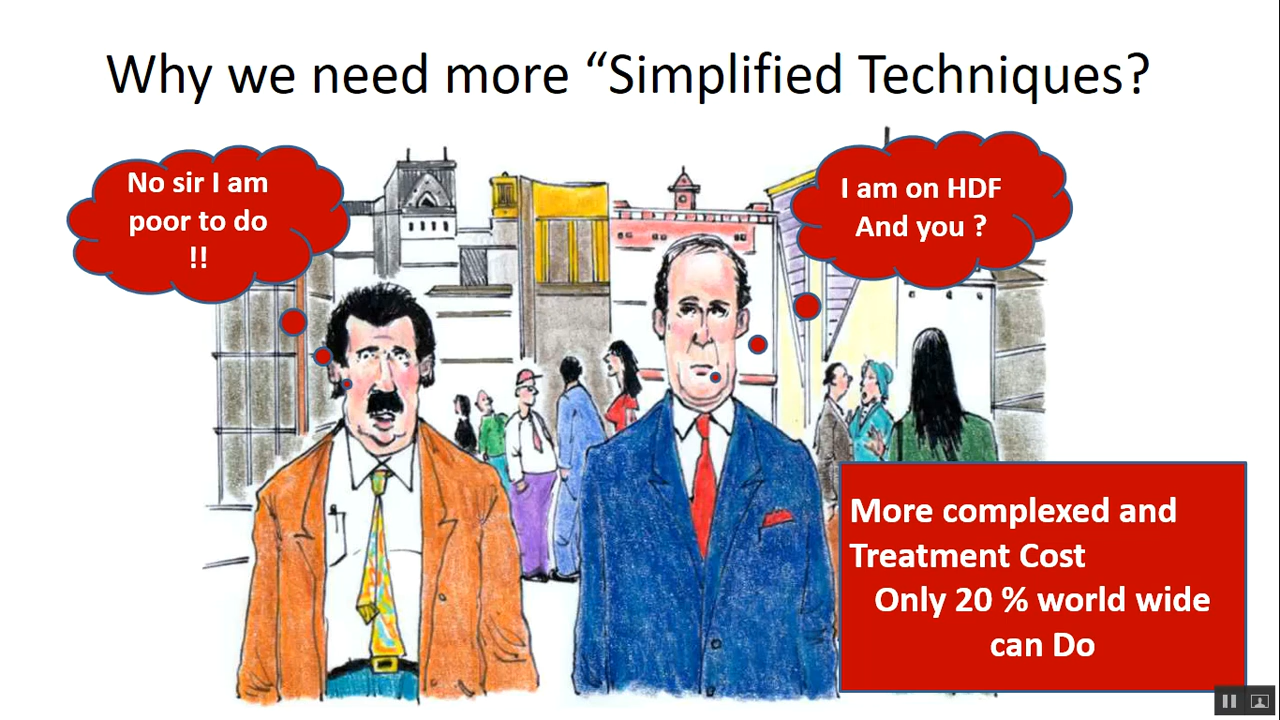 Why we need more “Simplified Techniques?
No sir I am
poor to do
!!
I am on HDF
And you ?
More complexed and
Treatment Cost
Only 20 % world wide
can Do